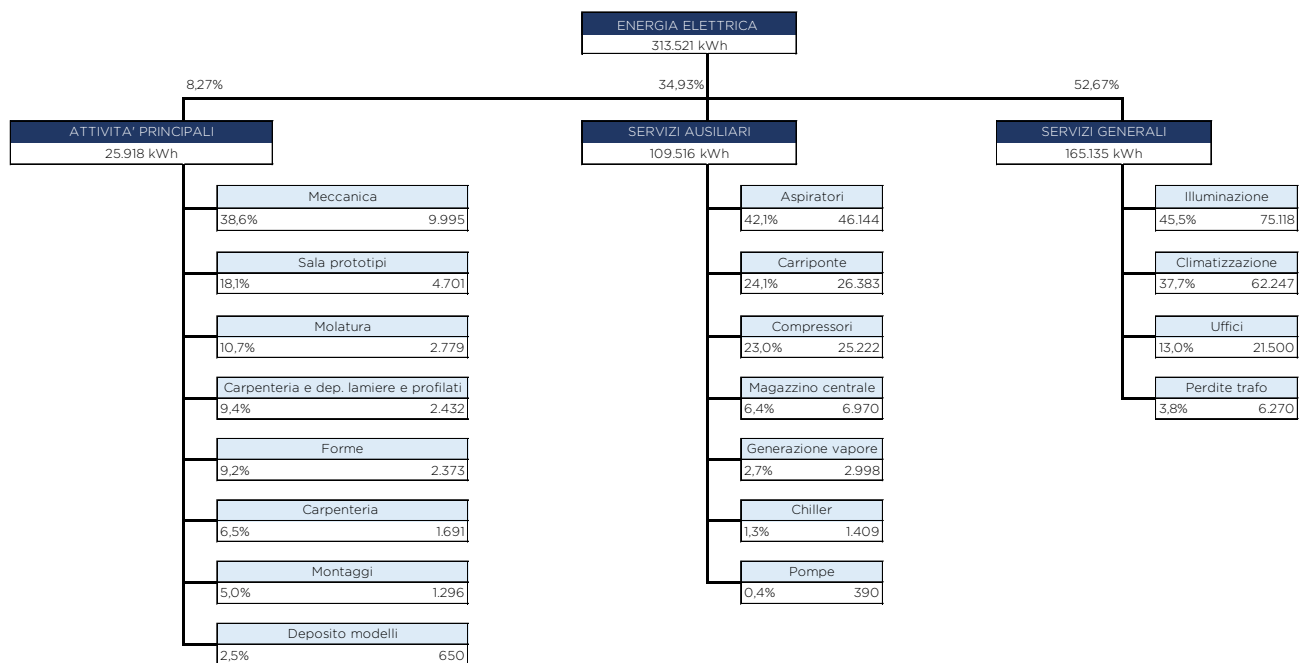 ENERGIA ELETTRICA
313.521 kWh
8,27%
34,93%
52,67%
ATTIVITA' PRINCIPALI
25.918 kWh
SERVIZI AUSILIARI
109.516 kWh
SERVIZI GENERALI
165.135 kWh
Meccanica
38,6% 9.995
Sala prototipi
18,1% 4.701
Molatura
10,7% 2.779
Carpenteria e dep. lamiere e profilati
9,4% 2.432
Forme
9,2% 2.373
Carpenteria
6,5% 1.691
Montaggi
5,0% 1.296
Deposito modelli
2,5% 650
Aspiratori
42,1% 46.144
Carriponte
24,1% 26.383
Compressori
23,0% 25.222
Magazzino centrale
6,4% 6.970
Generazione vapore
2,7% 2.998
Chiller
1,3% 1.409
Pompe
0,4% 390
Illuminazione
45,5% 75.118
Climatizzazione
37,7% 62.247
Uffici
13,0% 21.500
Perdite trafo
3,8% 6.270